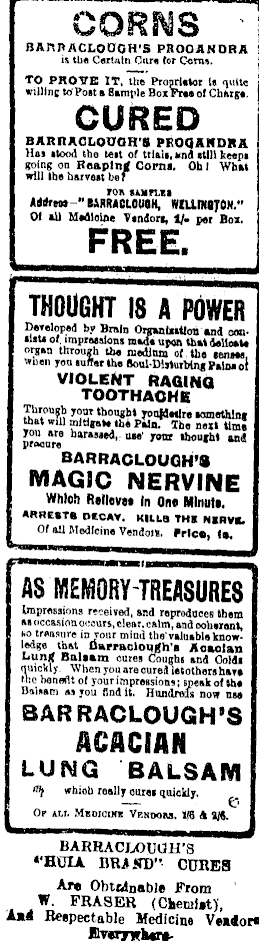 CORNS
BARRACLOUGH'S PROGANDRA
is the Certain Cure for Corns.
TO PROVE IT, the Proprietor is quite
willing to Post a Sample Box Free of Charge.
CURED
BARRACLOUGH'S PROGANDRA
Has stood the test of trials, and still keeps
going on Reaping Corns. Oh! What
will the harvest be?
FOR SAMPLES
Address—"BARRACLOUGH, WELLINGTON."
Of all Medicine Vendors, 1/- per Box.
FREE.
THOUGHT IS A POWER
Developed by Brain Organisation and con-
sists of impressions made upon that delicate
organ through the medium of the senses,
when you suffer the Soul-Disturbing Pains of
VIOLENT RAGING
TOOTHACHE
Through your thought you desire something
that will mitigate the Pain. The next time
you are harassed, use your thought and
procure
BARRACLOUGH'S
MAGIC NERVINE
Which Relieves in One Minute.
ARRESTS DECAY. KILLS THE NERVE.
Of all Medicine Vendors. Price, 1s.
AS MEMORY-TREASURES
Impressions received, and reproduces them
as occasion occurs, clear, calm, and coherent,
so treasure in your mind the valuable know-
ledge that Barraclough's Acacian
Lung Balsam cures Coughs and Colds
quickly. When you are cured let others have
the benefit of your impressions; speak of the
Balsam as you find it. Hundreds now use
BARRACLOUGH'S
ACACIAN
LUNG BALSAM
which really cures quickly.
OF ALL MEDICINE VENDORS. 1/6 & 2/6.
BARRACLOUGH'S
"HUIA BRAND" CURES
Are Obtainable From
W. FRASER (Chemist),
And Respectable Medicine Vendors
Everywhere.